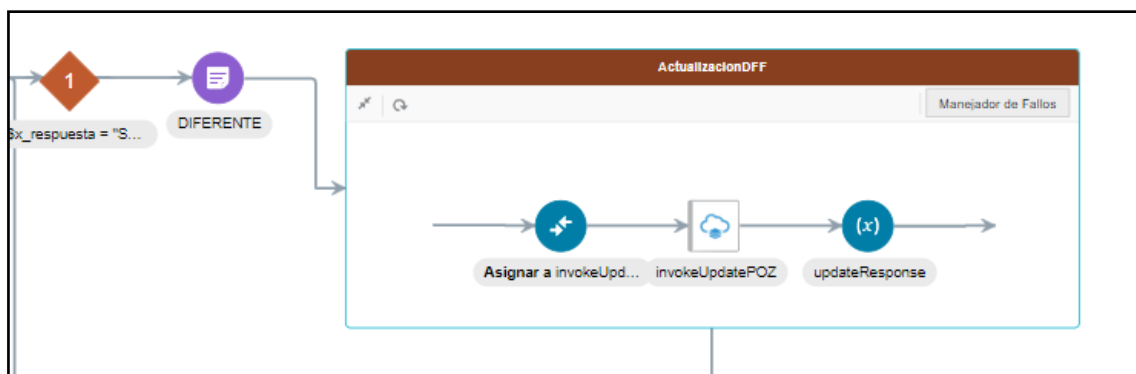 ActualizacionDFF
Manejador de Fallos
1
$x_respuesta = "S...
DIFERENTE
Asignar a invokeUpd...
invokeUpdatePOZ
(x)
updateResponse